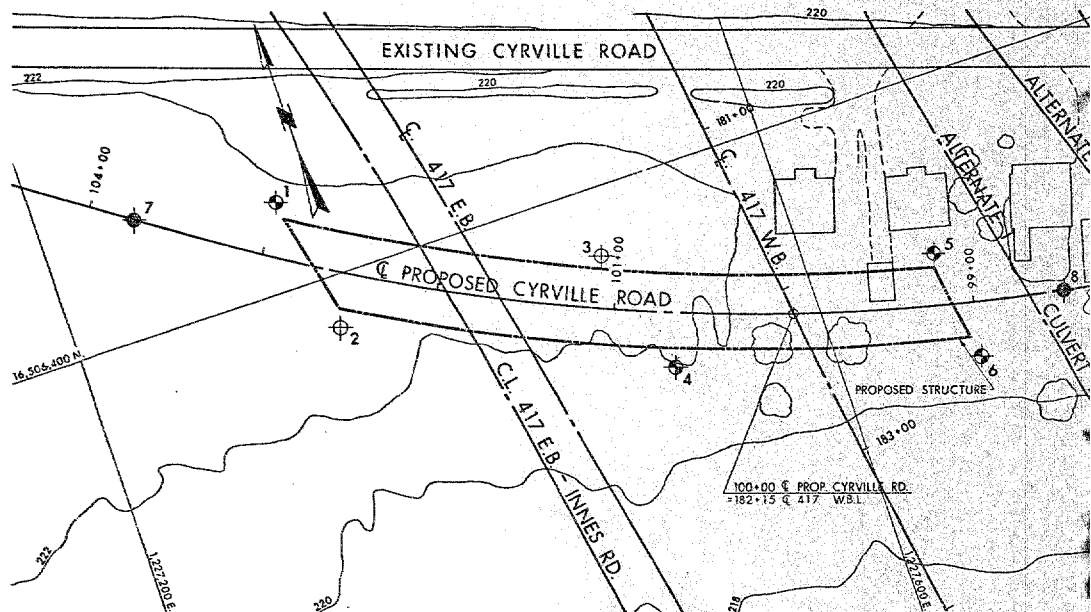 220
EXISTING CYRVILLE ROAD
222
220
220
181+00
ALTERNATE
ALTERNATE
℄ 417 E.B.
℄ 417 W.B.
104+00
7
1
3
101+00
5
99+00
8
℄ PROPOSED CYRVILLE ROAD
2
4
6
CULVERT
16,506,400 N.
PROPOSED STRUCTURE
C.L. 417 E.B. - INNES RD.
183+00
100+00 ℄ PROP. CYRVILLE RD.
=182+15 ℄ 417 W.B.L.
222
1,227,200 E.
220
218
1,227,600 E.